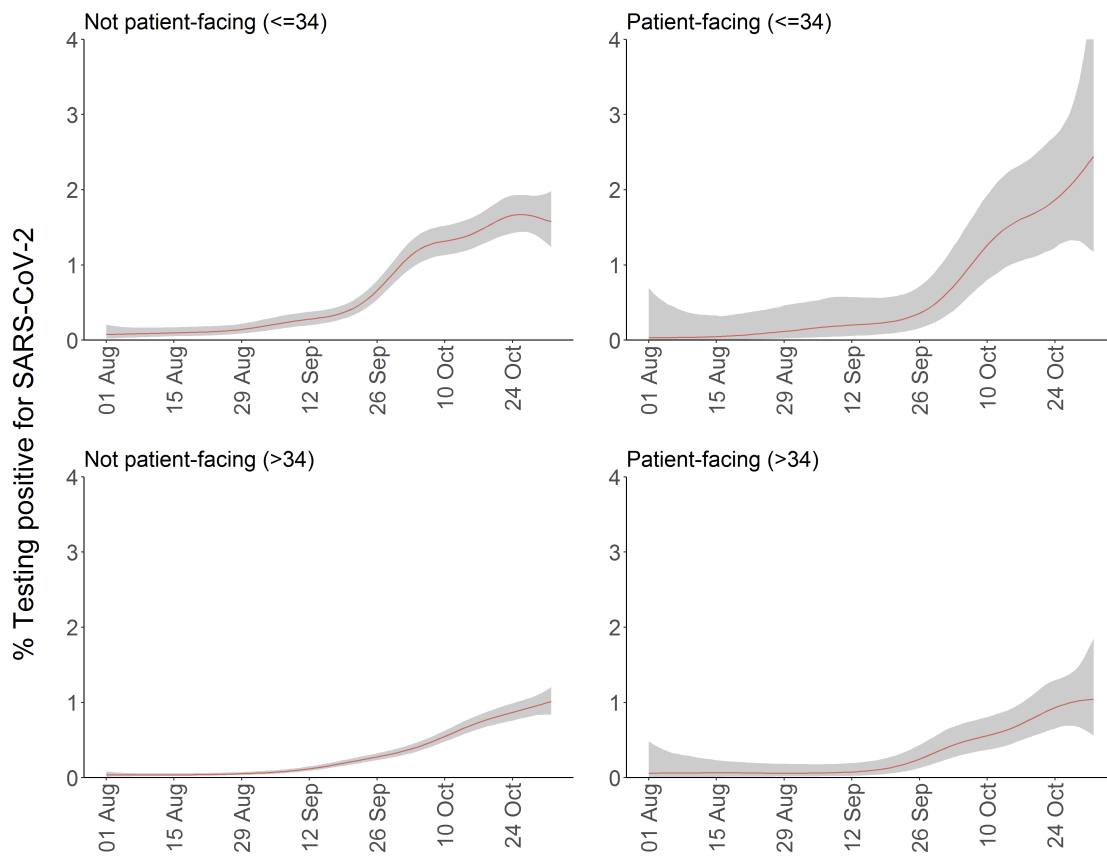 % Testing positive for SARS-CoV-2
Not patient-facing (<=34)
4
3
2
1
0
01 Aug
15 Aug
29 Aug
12 Sep
26 Sep
10 Oct
24 Oct
Patient-facing (<=34)
4
3
2
1
0
01 Aug
15 Aug
29 Aug
12 Sep
26 Sep
10 Oct
24 Oct
Not patient-facing (>34)
4
3
2
1
0
01 Aug
15 Aug
29 Aug
12 Sep
26 Sep
10 Oct
24 Oct
Patient-facing (>34)
4
3
2
1
0
01 Aug
15 Aug
29 Aug
12 Sep
26 Sep
10 Oct
24 Oct